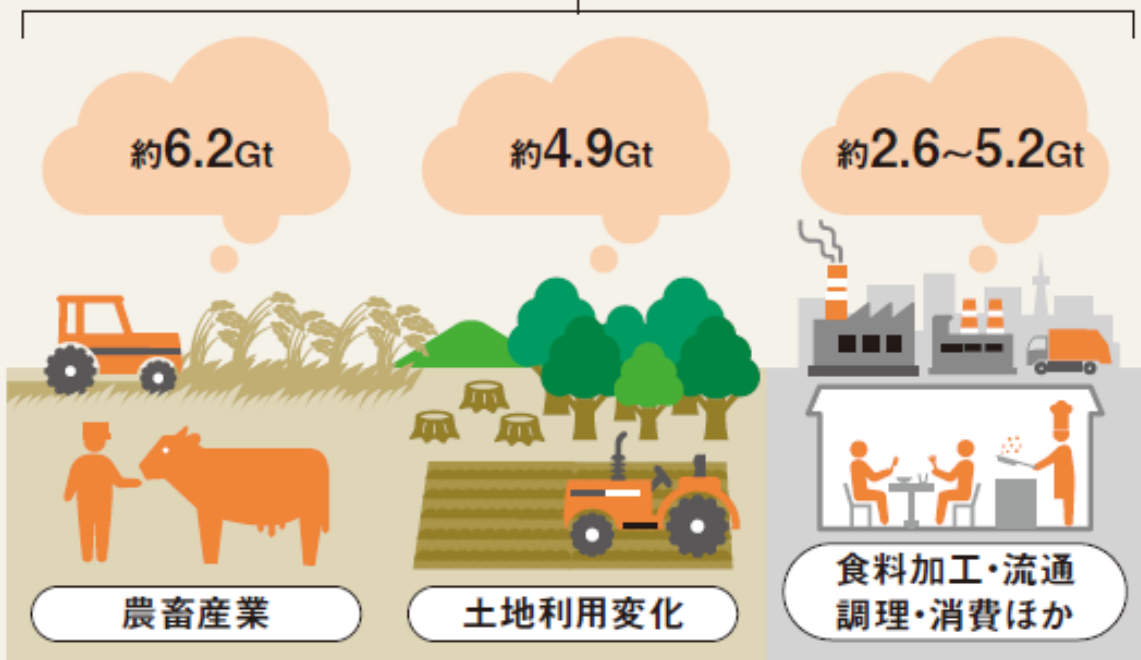 約6.2Gt
約4.9Gt
約2.6~5.2Gt
農畜産業
土地利用変化
食料加工・流通
調理・消費ほか